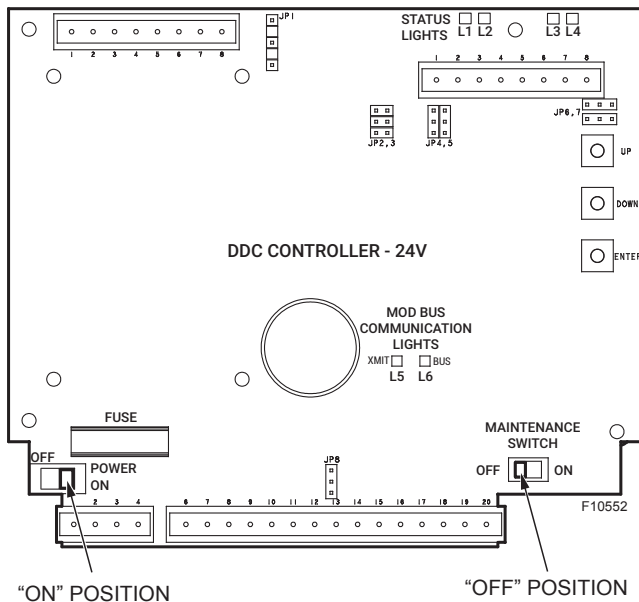 JP1
STATUS
LIGHTS
L1 L2
L3 L4
1 2 3 4 5 6 7 8
1 2 3 4 5 6 7 8
JP2,3
JP4,5
JP6,7
UP
DOWN
ENTER
DDC CONTROLLER - 24V
MOD BUS
COMMUNICATION
LIGHTS
XMIT
BUS
L5 L6
FUSE
OFF
POWER
ON
JP8
MAINTENANCE
SWITCH
OFF
ON
2 3 4
6 7 8 9 10 11 12 13 14 15 16 17 18 19 20
F10552
“ON” POSITION
“OFF” POSITION